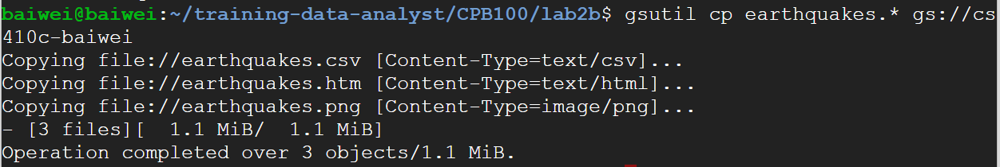 baiwei@baiwei:~/training-data-analyst/CPB100/lab2b$ gsutil cp earthquakes.* gs://cs
410c-baiwei
Copying file://earthquakes.csv [Content-Type=text/csv]...
Copying file://earthquakes.htm [Content-Type=text/html]...
Copying file://earthquakes.png [Content-Type=image/png]...
- [3 files][  1.1 MiB/  1.1 MiB]
Operation completed over 3 objects/1.1 MiB.